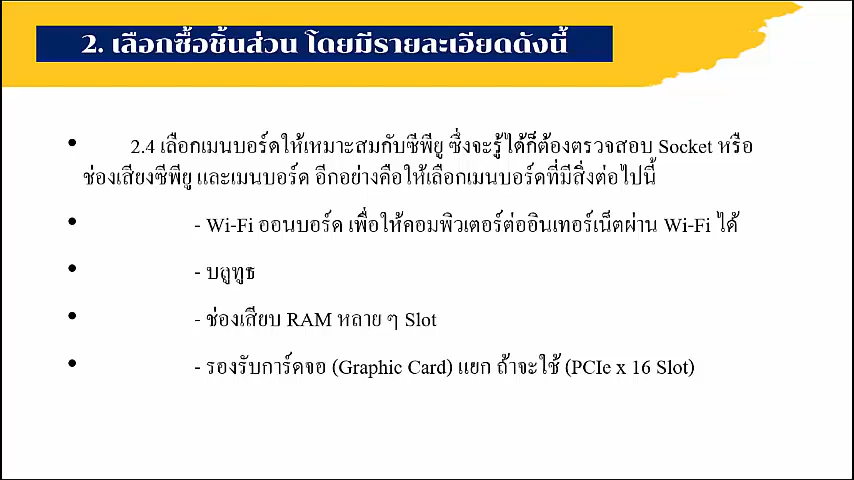 2. เลือกซื้อชิ้นส่วน โดยมีรายละเอียดดังนี้
• 2.4 เลือกเมนบอร์ดให้เหมาะสมกับซีพียู ซึ่งจะรู้ได้ก็ต้องตรวจสอบ Socket หรือ
ช่องเสียงซีพียู และเมนบอร์ด อีกอย่างคือให้เลือกเมนบอร์ดที่มีสิ่งต่อไปนี้
• - Wi-Fi ออนบอร์ด เพื่อให้คอมพิวเตอร์ต่ออินเทอร์เน็ตผ่าน Wi-Fi ได้
• - บลูทูธ
• - ช่องเสียบ RAM หลาย ๆ Slot
• - รองรับการ์ดจอ (Graphic Card) แยก ถ้าจะใช้ (PCIe x 16 Slot)